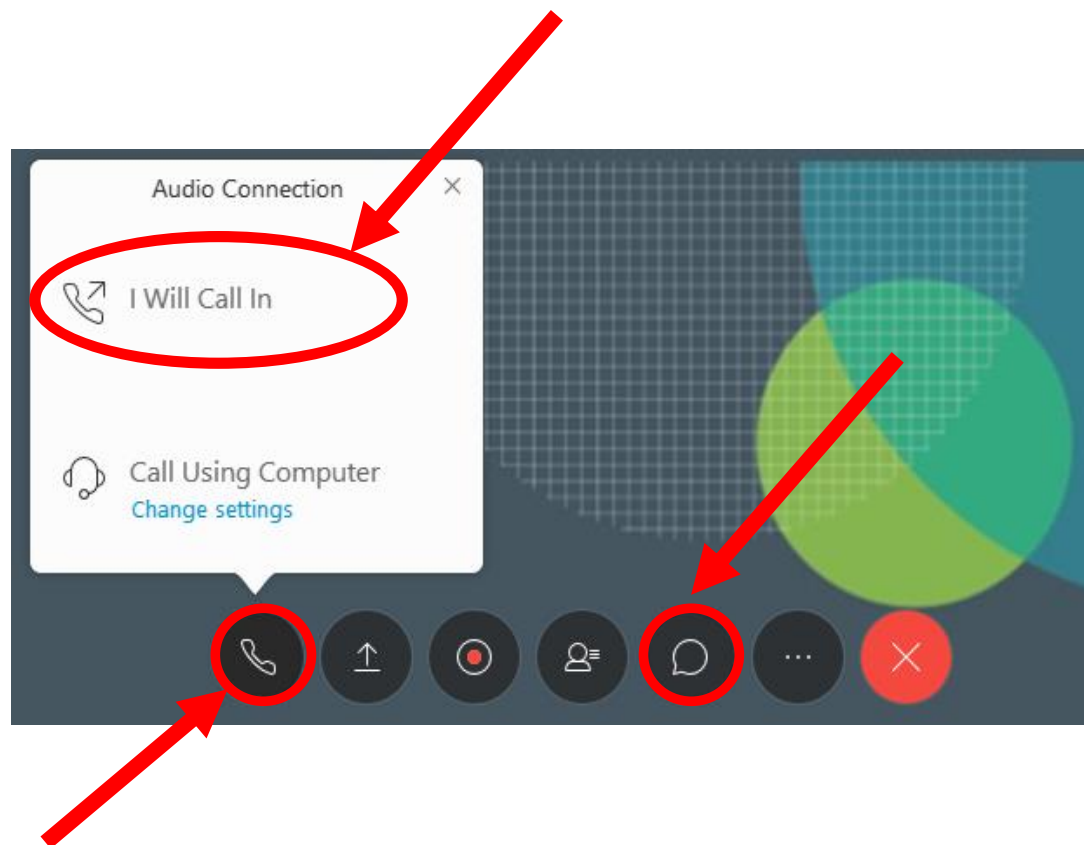 Audio Connection
I Will Call In
Call Using Computer
Change settings